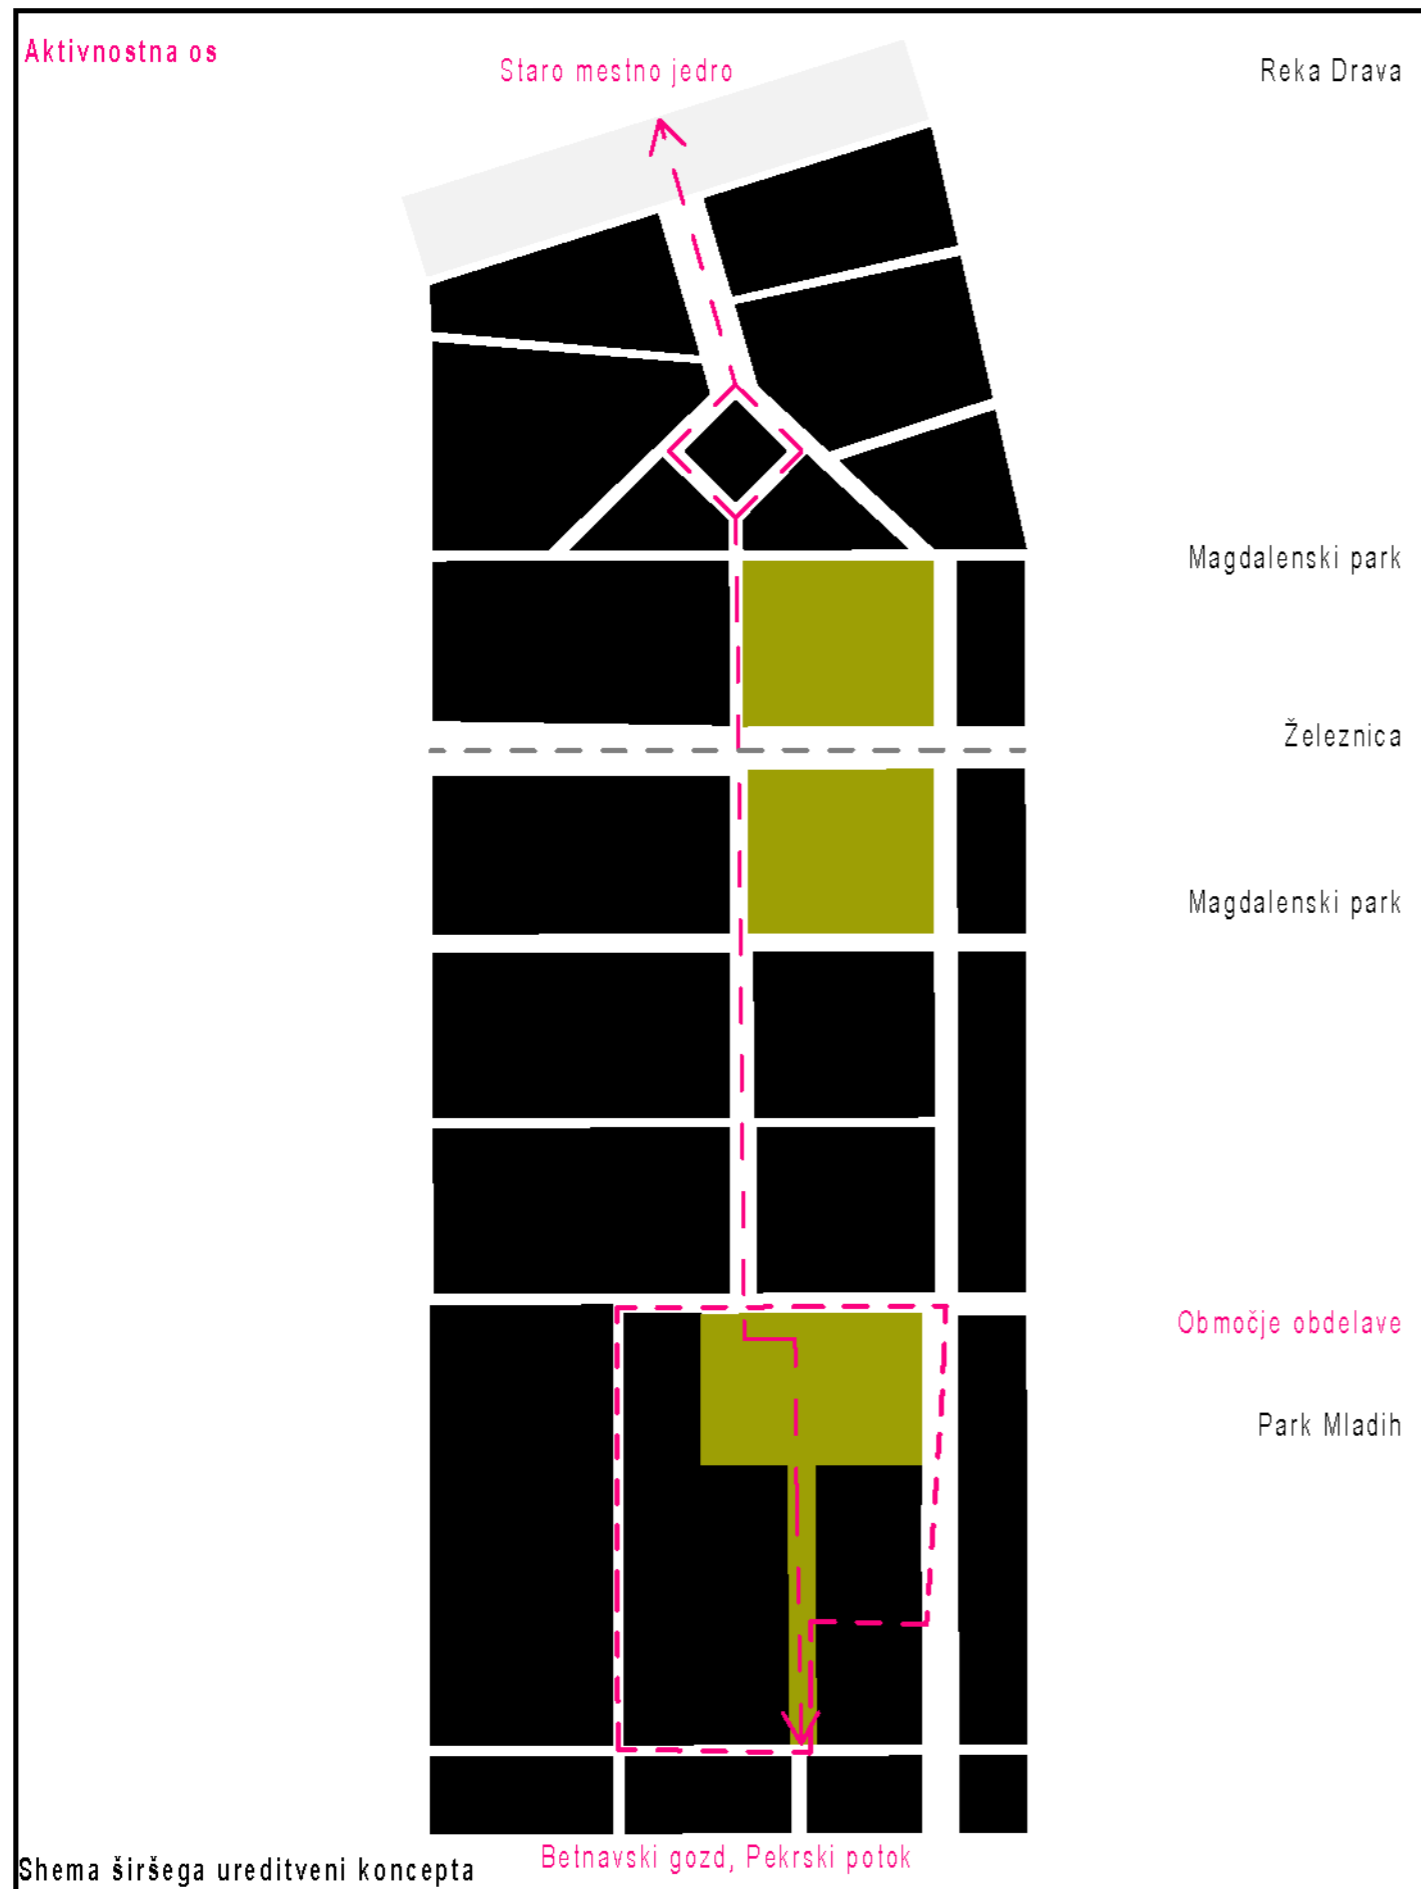 Aktivnostna os
Staro mestno jedro
Reka Drava
Magdalenski park
Železnica
Magdalenski park
Območje obdelave
Park Mladih
Betnavski gozd, Pekrski potok
Shema širšega ureditveni koncepta